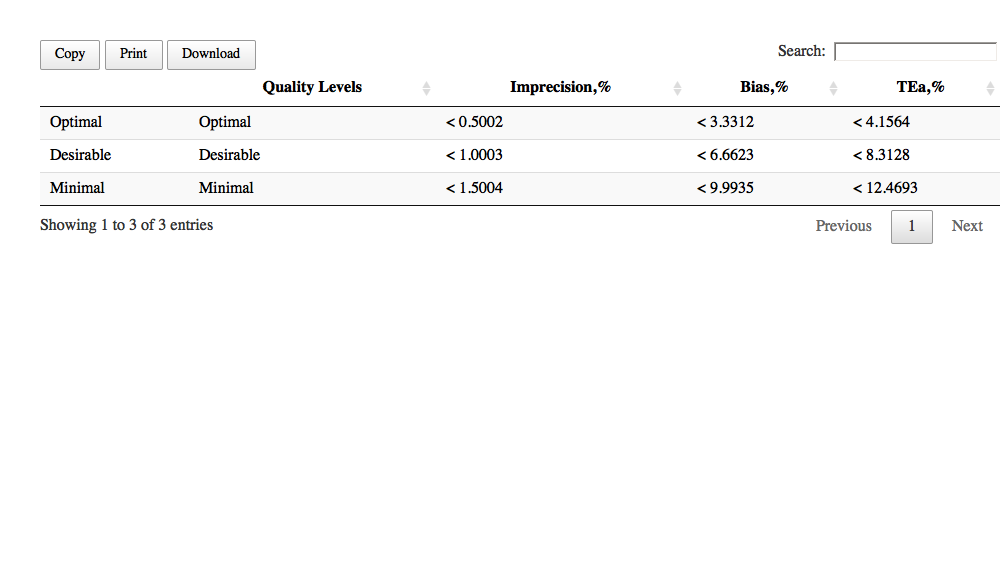 Copy Print Download Search:
Quality Levels Imprecision,% Bias,% TEa,%
Optimal Optimal < 0.5002 < 3.3312 < 4.1564
Desirable Desirable < 1.0003 < 6.6623 < 8.3128
Minimal Minimal < 1.5004 < 9.9935 < 12.4693
Showing 1 to 3 of 3 entries Previous 1 Next